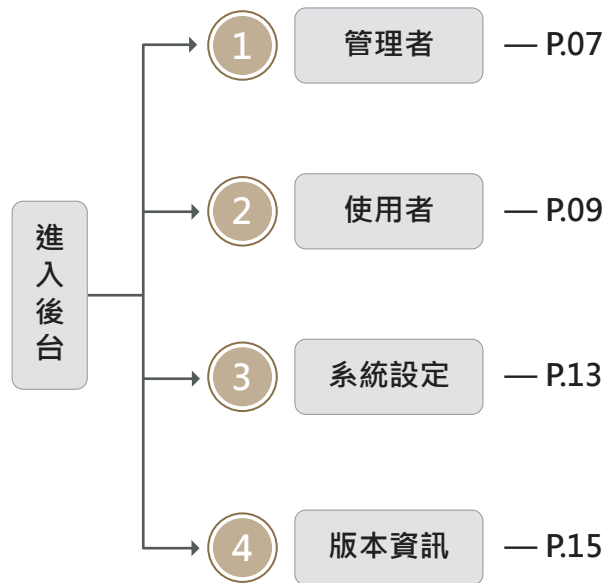 進入後台
1 管理者 — P.07
2 使用者 — P.09
3 系統設定 — P.13
4 版本資訊 — P.15